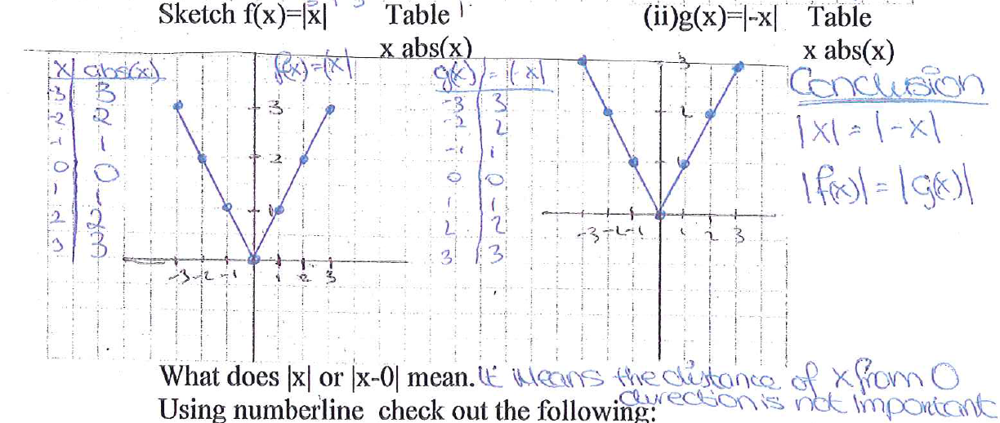 Sketch f(x)=|x| Table (ii)g(x)=|-x| Table
x abs(x) x abs(x)
x abs(x)
-3 3
-2 2
-1 1
0 0
1 1
2 2
3 3
f(x)=|x|
3
2
1
-3 -2 -1 1 2 3
g(x) = |-x|
-3 3
-2 2
-1 1
0 0
1 1
2 2
3 3
3
2
1
-3 -2 -1 1 2 3
Conclusion
|x| = |-x|
|f(x)| = |g(x)|
What does |x| or |x-0| mean. It means the distance of x from 0
direction is not important
Using numberline check out the following: